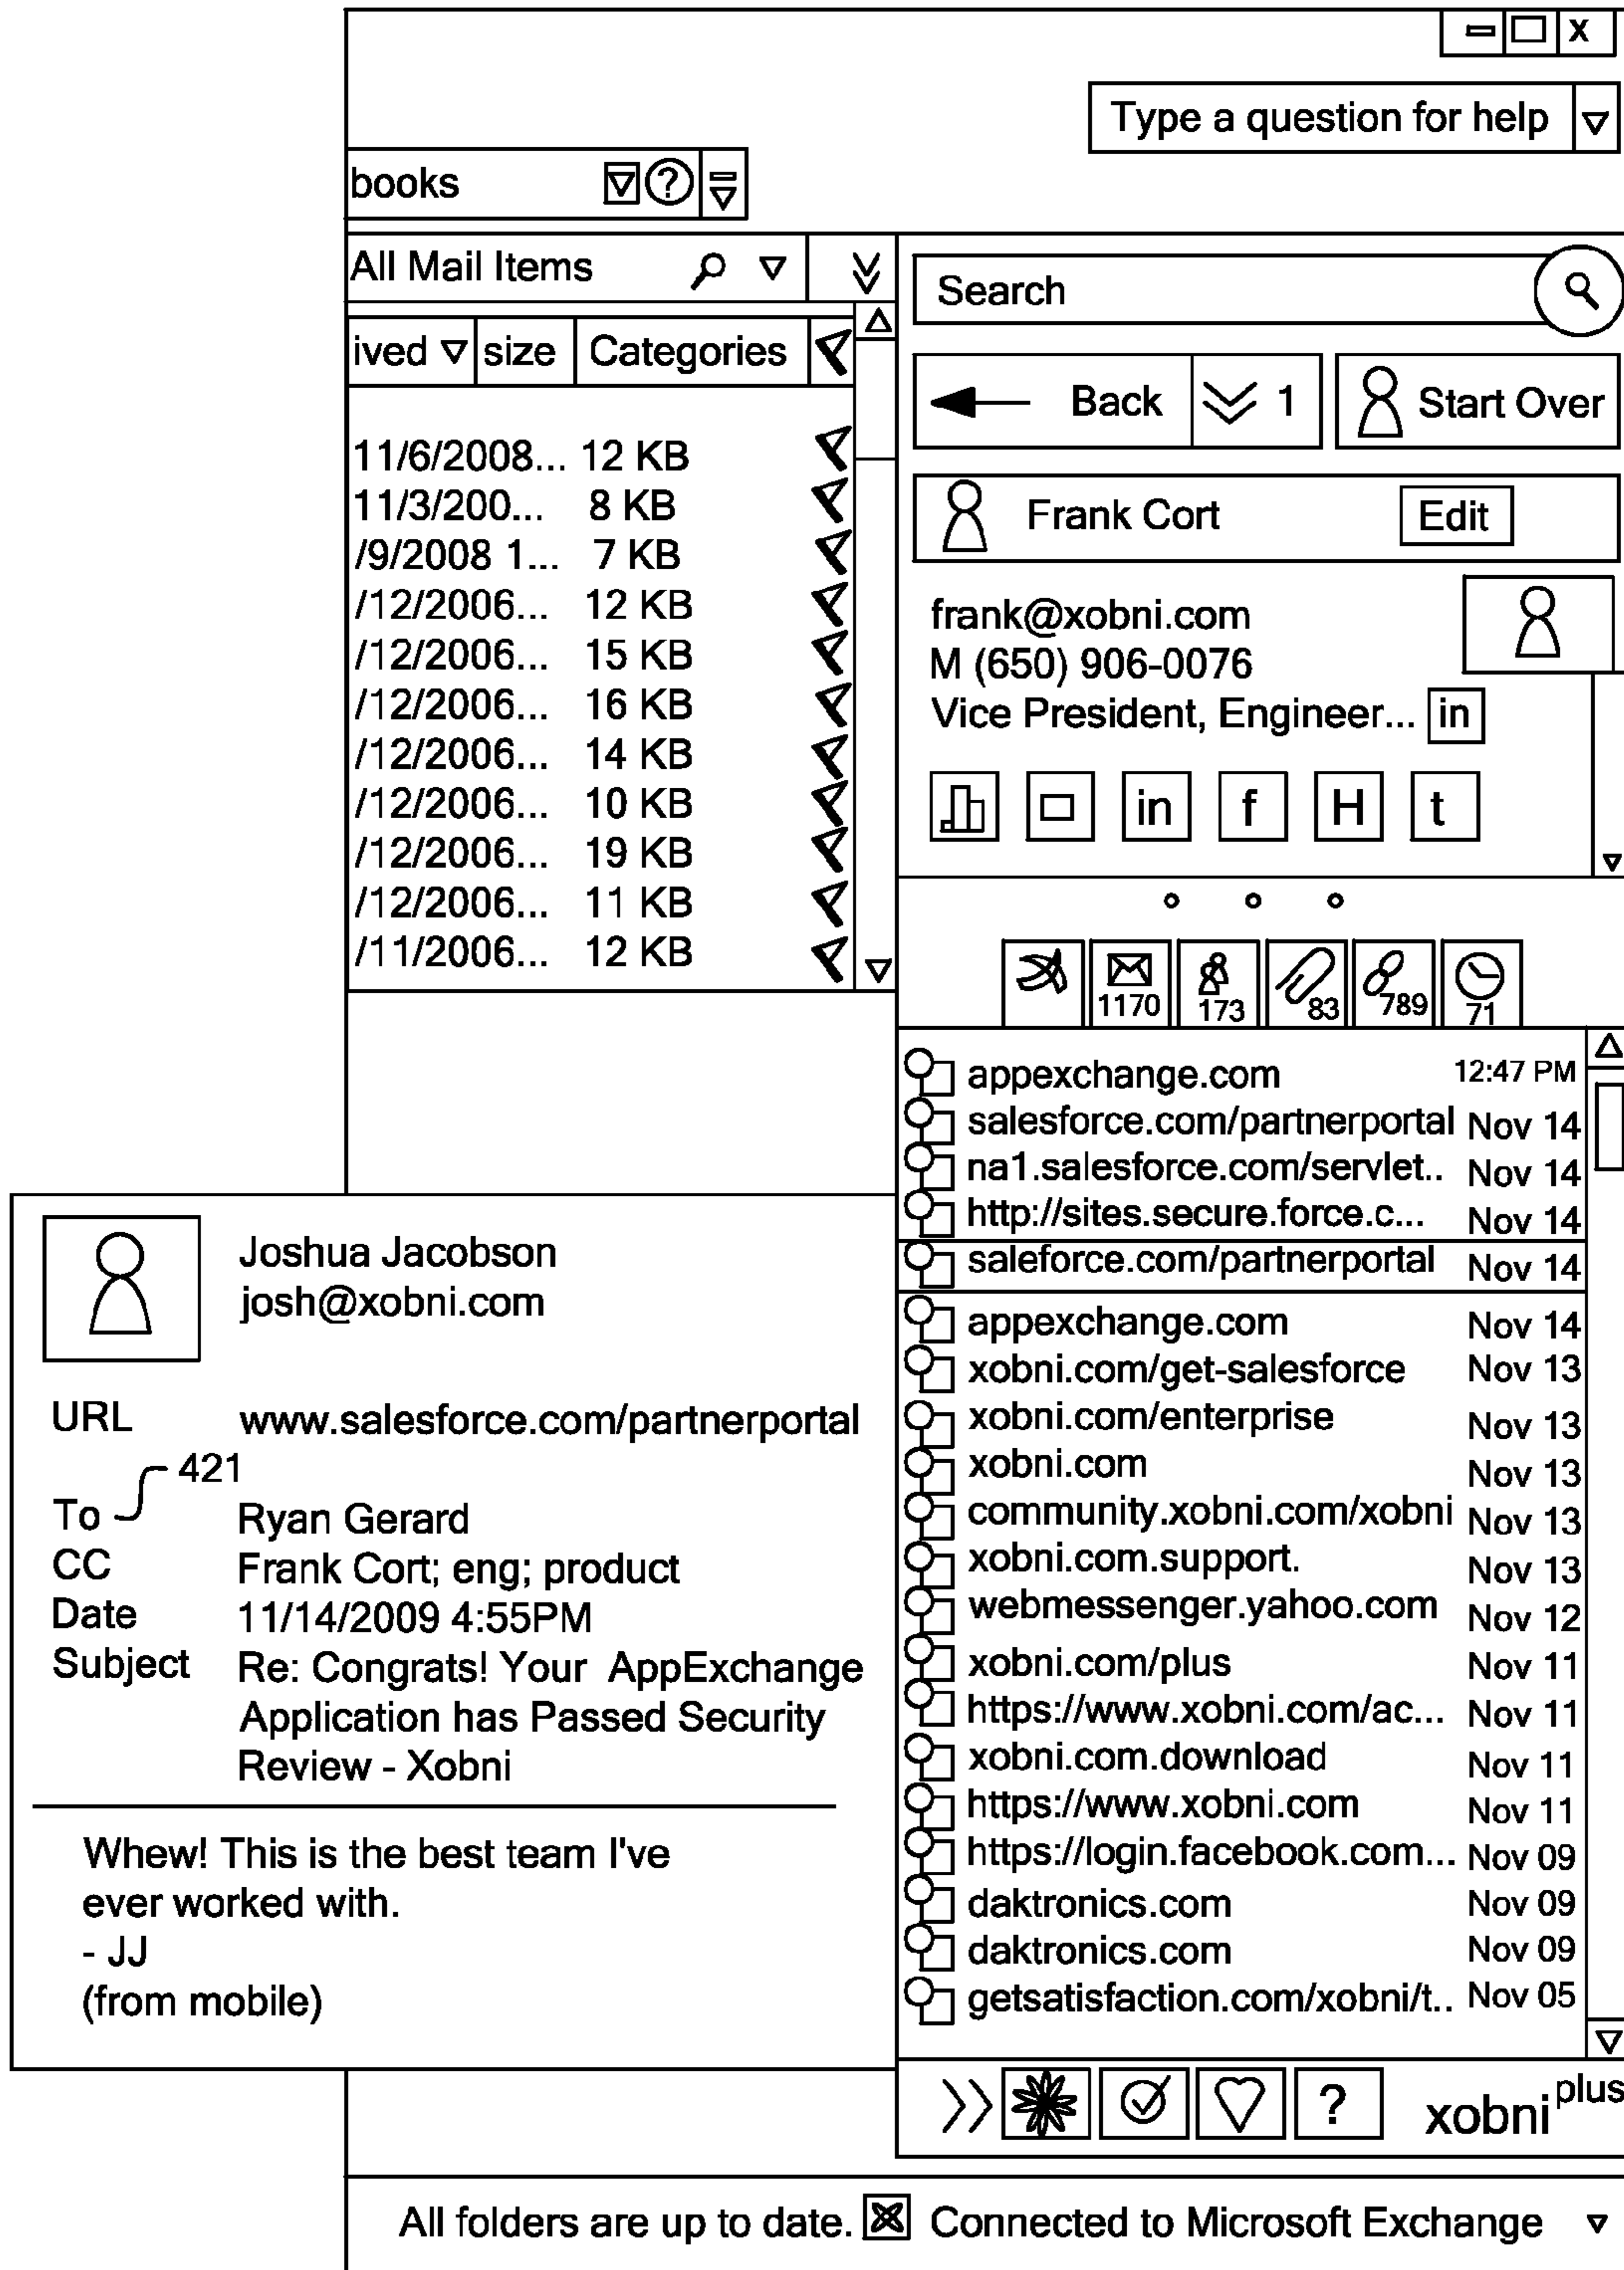 x
Type a question for help
books ?
All Mail Items
ived size Categories
11/6/2008... 12 KB
11/3/200... 8 KB
/9/2008 1... 7 KB
/12/2006... 12 KB
/12/2006... 15 KB
/12/2006... 16 KB
/12/2006... 14 KB
/12/2006... 10 KB
/12/2006... 19 KB
/12/2006... 11 KB
/11/2006... 12 KB
Search
Back 1 Start Over
Frank Cort Edit
frank@xobni.com
M (650) 906-0076
Vice President, Engineer... in
in f H t
1170 173 83 789 71
appexchange.com 12:47 PM
salesforce.com/partnerportal Nov 14
na1.salesforce.com/servlet.. Nov 14
http://sites.secure.force.c... Nov 14
saleforce.com/partnerportal Nov 14
appexchange.com Nov 14
xobni.com/get-salesforce Nov 13
xobni.com/enterprise Nov 13
xobni.com Nov 13
community.xobni.com/xobni Nov 13
xobni.com.support. Nov 13
webmessenger.yahoo.com Nov 12
xobni.com/plus Nov 11
https://www.xobni.com/ac... Nov 11
xobni.com.download Nov 11
https://www.xobni.com Nov 11
https://login.facebook.com... Nov 09
daktronics.com Nov 09
daktronics.com Nov 09
getsatisfaction.com/xobni/t.. Nov 05
? xobni plus
Joshua Jacobson
josh@xobni.com
URL www.salesforce.com/partnerportal
421
To Ryan Gerard
CC Frank Cort; eng; product
Date 11/14/2009 4:55PM
Subject Re: Congrats! Your AppExchange
Application has Passed Security
Review - Xobni
Whew! This is the best team I've
ever worked with.
- JJ
(from mobile)
All folders are up to date. Connected to Microsoft Exchange